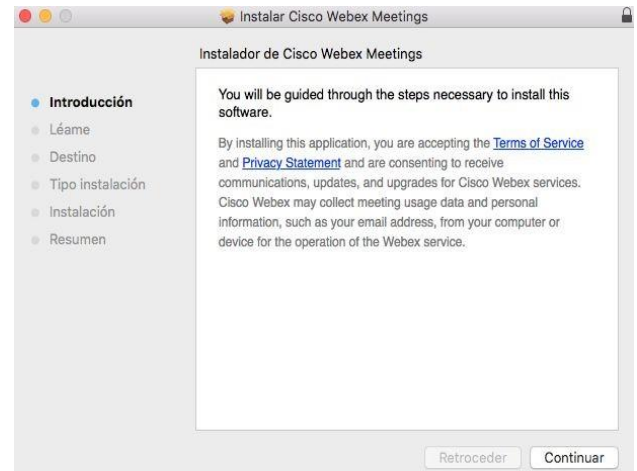 Instalar Cisco Webex Meetings
Instalador de Cisco Webex Meetings
Introducción
Léame
Destino
Tipo instalación
Instalación
Resumen
You will be guided through the steps necessary to install this
software.
By installing this application, you are accepting the Terms of Service
and Privacy Statement and are consenting to receive
communications, updates, and upgrades for Cisco Webex services.
Cisco Webex may collect meeting usage data and personal
information, such as your email address, from your computer or
device for the operation of the Webex service.
Retroceder
Continuar